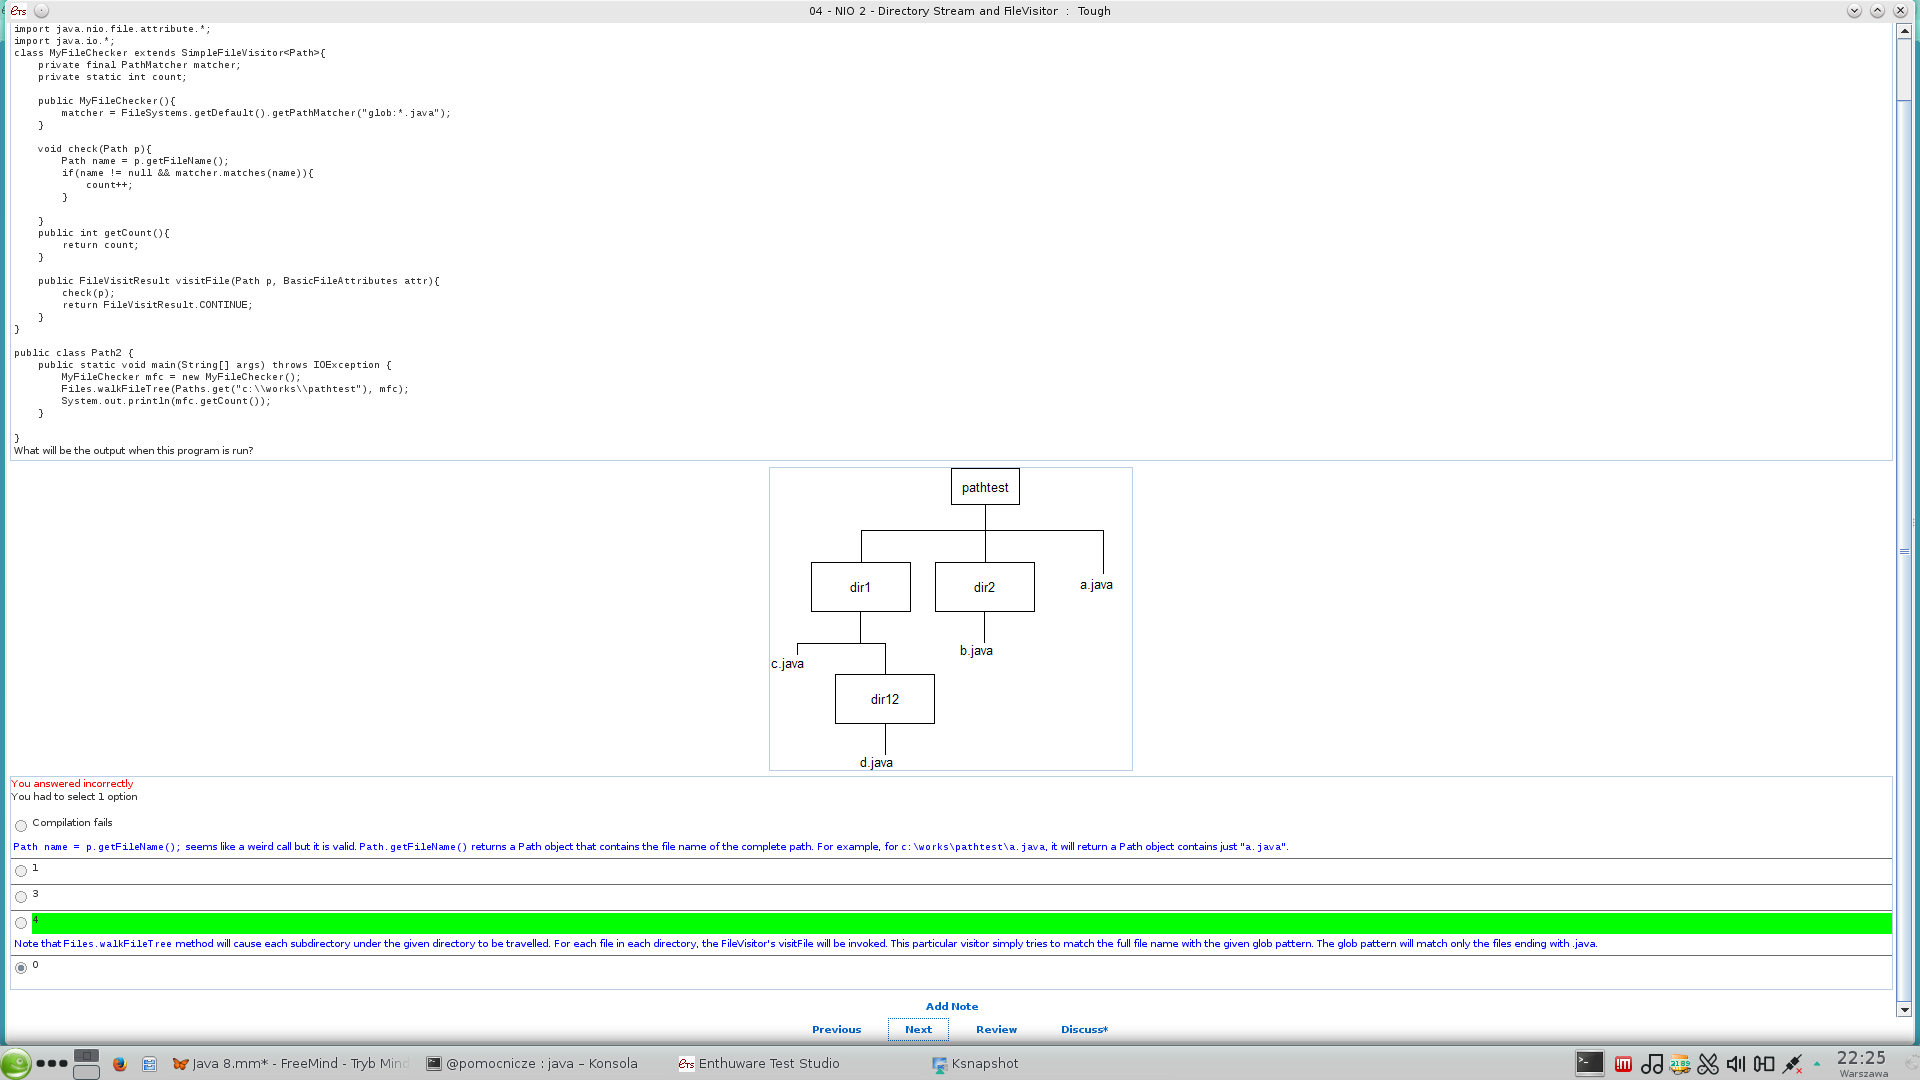 ETS
04 - NIO 2 - Directory Stream and FileVisitor : Tough
import java.nio.file.attribute.*;
import java.io.*;
class MyFileChecker extends SimpleFileVisitor<Path>{
    private final PathMatcher matcher;
    private static int count;
    public MyFileChecker(){
        matcher = FileSystems.getDefault().getPathMatcher("glob:*.java");
    }
    void check(Path p){
        Path name = p.getFileName();
        if(name != null && matcher.matches(name)){
            count++;
        }
    }
    public int getCount(){
        return count;
    }
    public FileVisitResult visitFile(Path p, BasicFileAttributes attr){
        check(p);
        return FileVisitResult.CONTINUE;
    }
}
public class Path2 {
    public static void main(String[] args) throws IOException {
        MyFileChecker mfc = new MyFileChecker();
        Files.walkFileTree(Paths.get("c:\\works\\pathtest"), mfc);
        System.out.println(mfc.getCount());
    }
}
What will be the output when this program is run?
pathtest
dir1
dir2
a.java
c.java
b.java
dir12
d.java
You answered incorrectly
You had to select 1 option
Compilation fails
Path name = p.getFileName(); seems like a weird call but it is valid. Path.getFileName() returns a Path object that contains the file name of the complete path. For example, for c:\works\pathtest\a.java, it will return a Path object contains just "a.java".
1
3
4
Note that Files.walkFileTree method will cause each subdirectory under the given directory to be travelled. For each file in each directory, the FileVisitor's visitFile will be invoked. This particular visitor simply tries to match the full file name with the given glob pattern. The glob pattern will match only the files ending with .java.
0
Add Note
Previous
Next
Review
Discuss*
Java 8.mm* - FreeMind - Tryb Mind
@pomocnicze : java – Konsola
ETS
Enthuware Test Studio
Ksnapshot
22:25
Warszawa